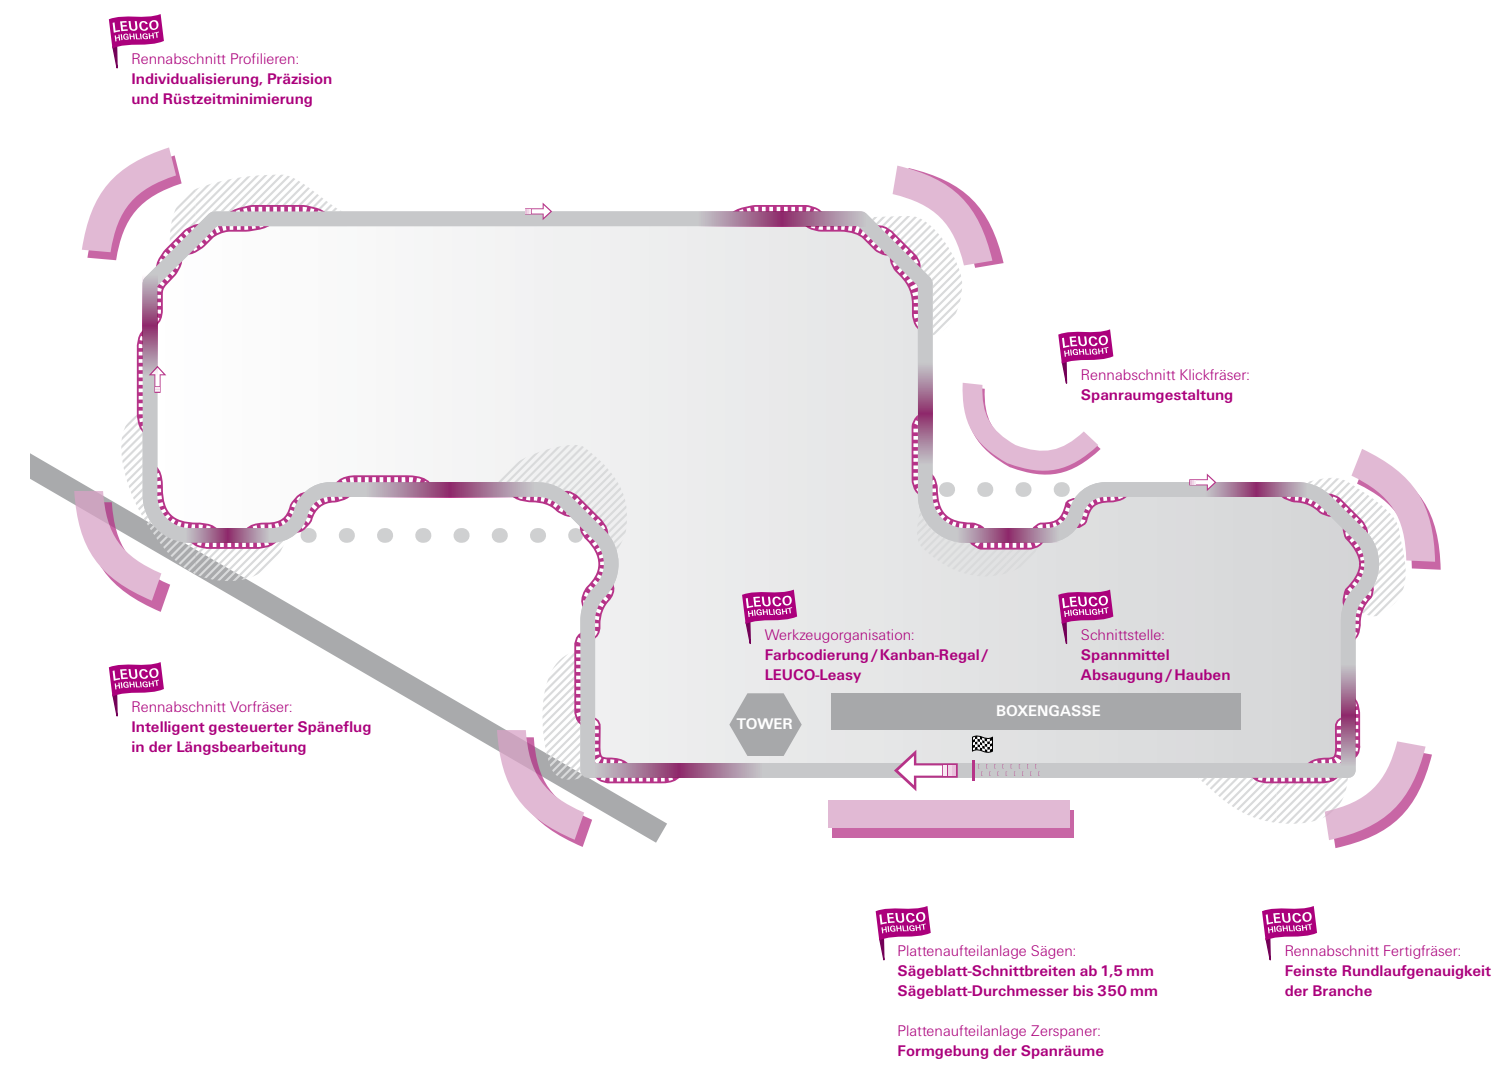 LEUCO
HIGHLIGHT
Rennabschnitt Profilieren:
Individualisierung, Präzision
und Rüstzeitminimierung
LEUCO
HIGHLIGHT
Rennabschnitt Klickfräser:
Spanraumgestaltung
LEUCO
HIGHLIGHT
Werkzeugorganisation:
Farbcodierung / Kanban-Regal /
LEUCO-Leasy
LEUCO
HIGHLIGHT
Schnittstelle:
Spannmittel
Absaugung / Hauben
LEUCO
HIGHLIGHT
Rennabschnitt Vorfräser:
Intelligent gesteuerter Späneflug
in der Längsbearbeitung
TOWER
BOXENGASSE
LEUCO
HIGHLIGHT
Plattenaufteilanlage Sägen:
Sägeblatt-Schnittbreiten ab 1,5 mm
Sägeblatt-Durchmesser bis 350 mm
Plattenaufteilanlage Zerspaner:
Formgebung der Spanräume
LEUCO
HIGHLIGHT
Rennabschnitt Fertigfräser:
Feinste Rundlaufgenauigkeit
der Branche